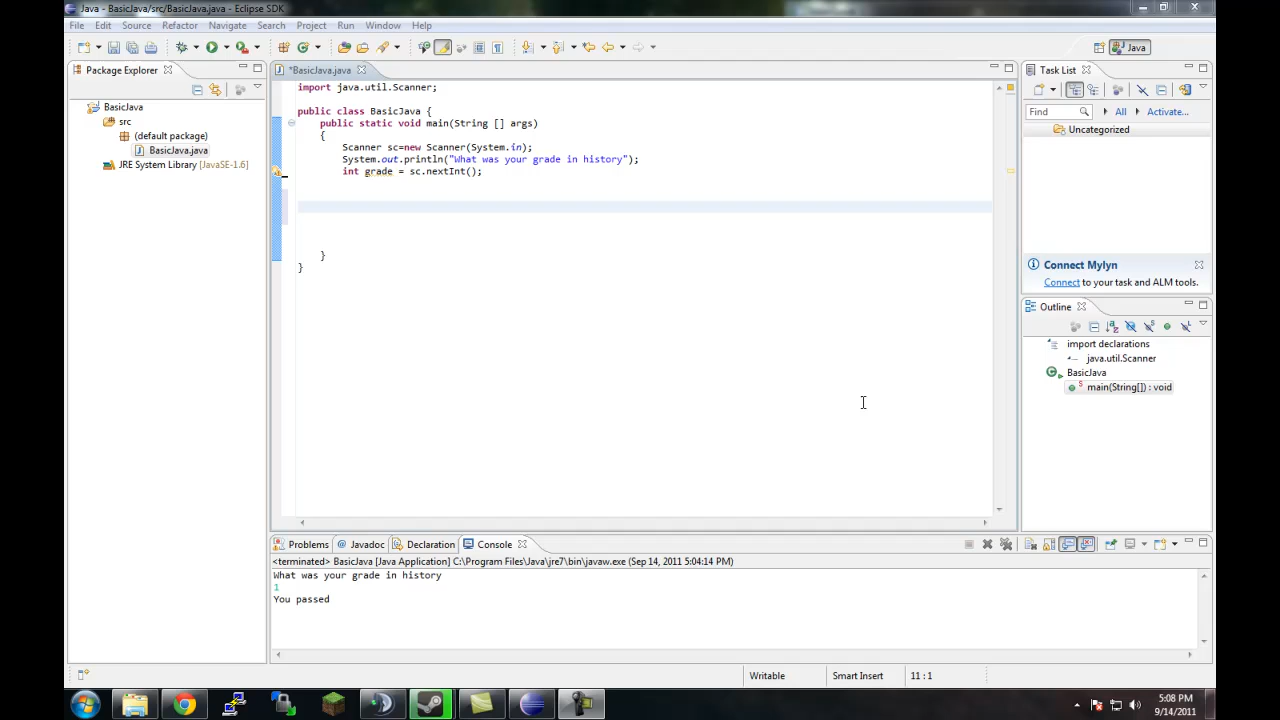 Java - BasicJava/src/BasicJava.java - Eclipse SDK
File Edit Source Refactor Navigate Search Project Run Window Help
Java
Package Explorer
BasicJava
src
(default package)
BasicJava.java
JRE System Library [JavaSE-1.6]
*BasicJava.java
import java.util.Scanner;
public class BasicJava {
public static void main(String [] args)
{
Scanner sc=new Scanner(System.in);
System.out.println("What was your grade in history");
int grade = sc.nextInt();
}
}
Task List
Find All Activate...
Uncategorized
Connect Mylyn
Connect to your task and ALM tools.
Outline
import declarations
java.util.Scanner
BasicJava
main(String[]) : void
Problems Javadoc Declaration Console
<terminated> BasicJava [Java Application] C:\Program Files\Java\jre7\bin\javaw.exe (Sep 14, 2011 5:04:14 PM)
What was your grade in history
1
You passed
Writable Smart Insert 11 : 1
5:08 PM
9/14/2011